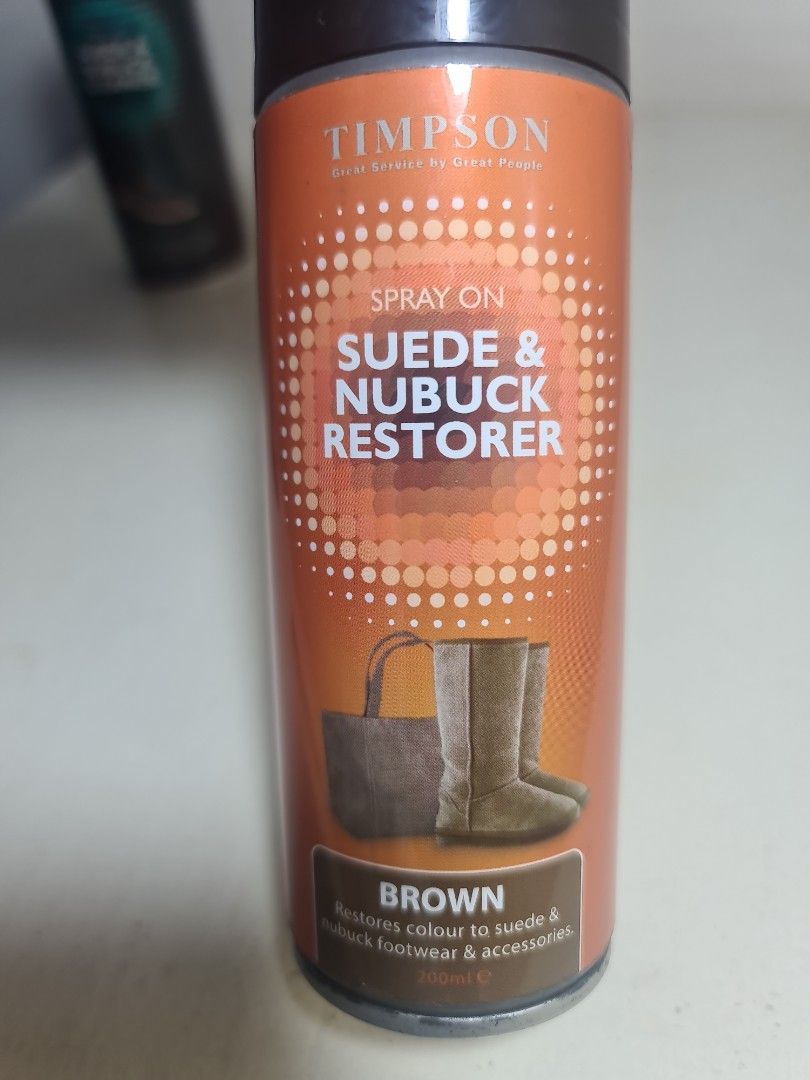 TIMPSON
Great Service by Great People
SPRAY ON
SUEDE &
NUBUCK
RESTORER
BROWN
Restores colour to suede &
nubuck footwear & accessories.
200ml ℮